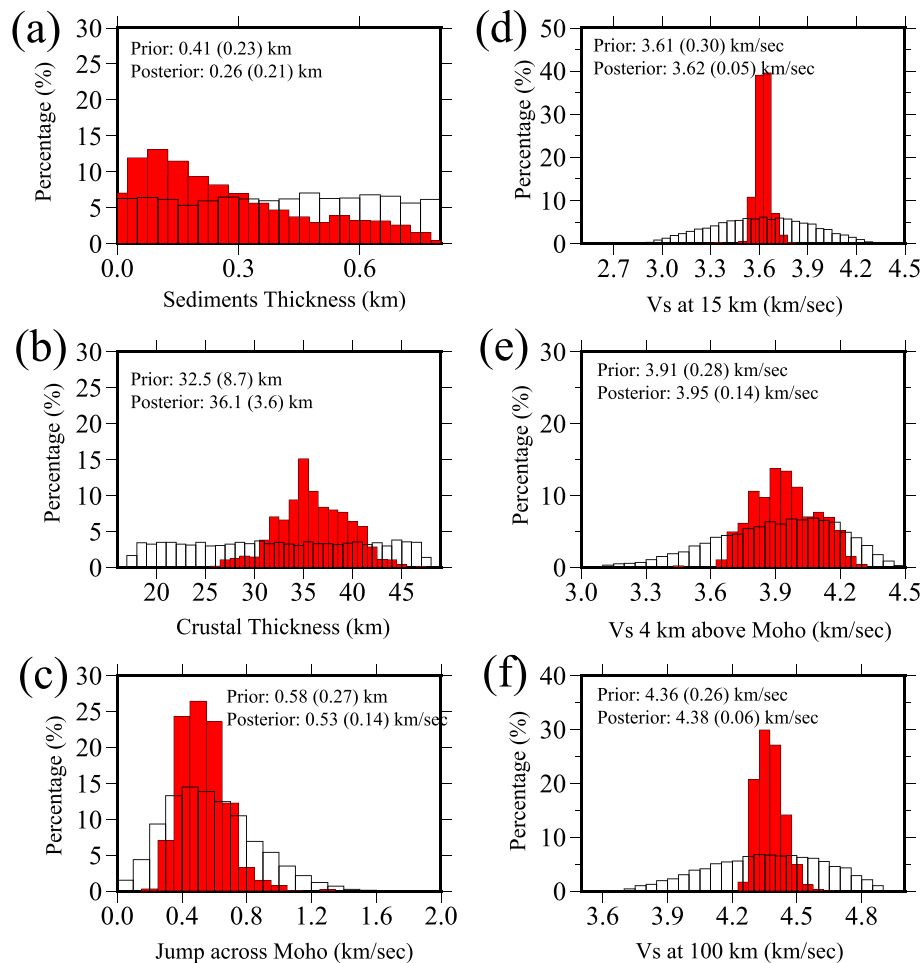 (a)
30
25
20
15
10
5
0
Percentage (%)
Prior: 0.41 (0.23) km
Posterior: 0.26 (0.21) km
0.0 0.3 0.6
Sediments Thickness (km)
(b)
30
25
20
15
10
5
0
Percentage (%)
Prior: 32.5 (8.7) km
Posterior: 36.1 (3.6) km
20 25 30 35 40 45
Crustal Thickness (km)
(c)
30
25
20
15
10
5
0
Percentage (%)
Prior: 0.58 (0.27) km
Posterior: 0.53 (0.14) km/sec
0.0 0.4 0.8 1.2 1.6 2.0
Jump across Moho (km/sec)
(d)
50
40
30
20
10
0
Percentage (%)
Prior: 3.61 (0.30) km/sec
Posterior: 3.62 (0.05) km/sec
2.7 3.0 3.3 3.6 3.9 4.2 4.5
Vs at 15 km (km/sec)
(e)
30
20
10
0
Percentage (%)
Prior: 3.91 (0.28) km/sec
Posterior: 3.95 (0.14) km/sec
3.0 3.3 3.6 3.9 4.2 4.5
Vs 4 km above Moho (km/sec)
(f)
40
30
20
10
0
Percentage (%)
Prior: 4.36 (0.26) km/sec
Posterior: 4.38 (0.06) km/sec
3.6 3.9 4.2 4.5 4.8
Vs at 100 km (km/sec)